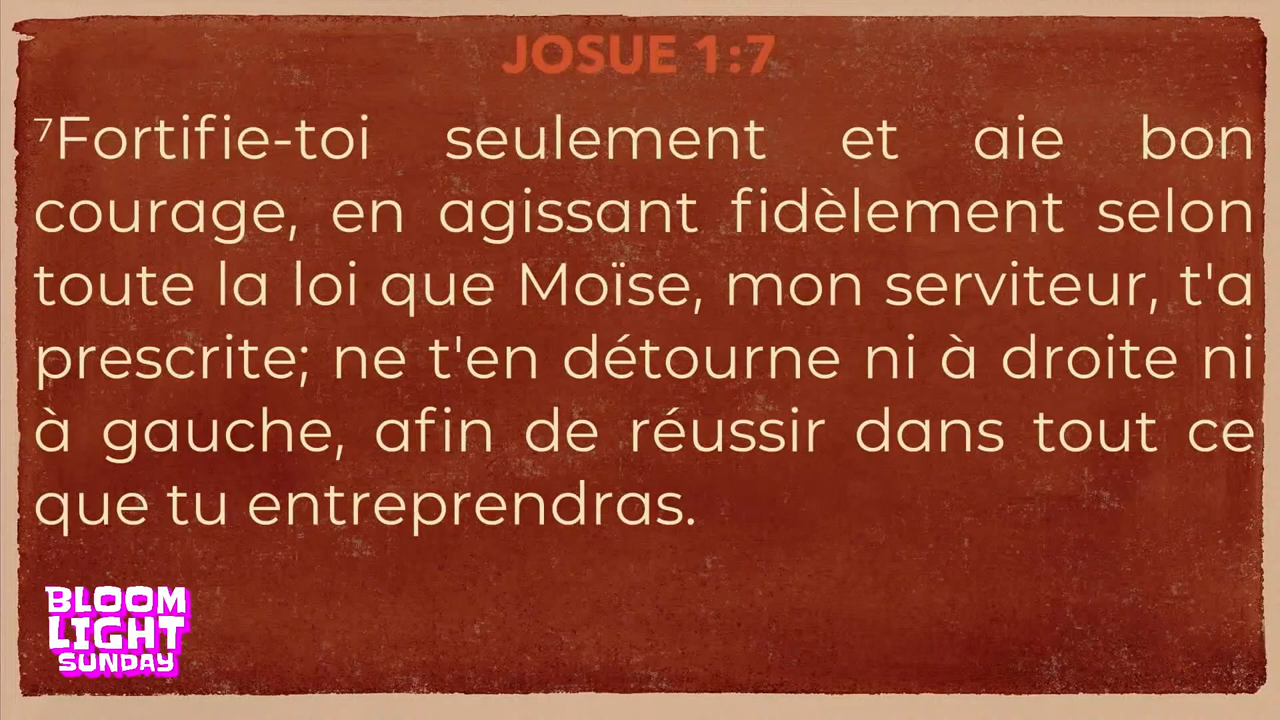 JOSUE 1:7
⁷Fortifie-toi seulement et aie bon
courage, en agissant fidèlement selon
toute la loi que Moïse, mon serviteur, t'a
prescrite; ne t'en détourne ni à droite ni
à gauche, afin de réussir dans tout ce
que tu entreprendras.
BLOOM
LIGHT
SUNDAY